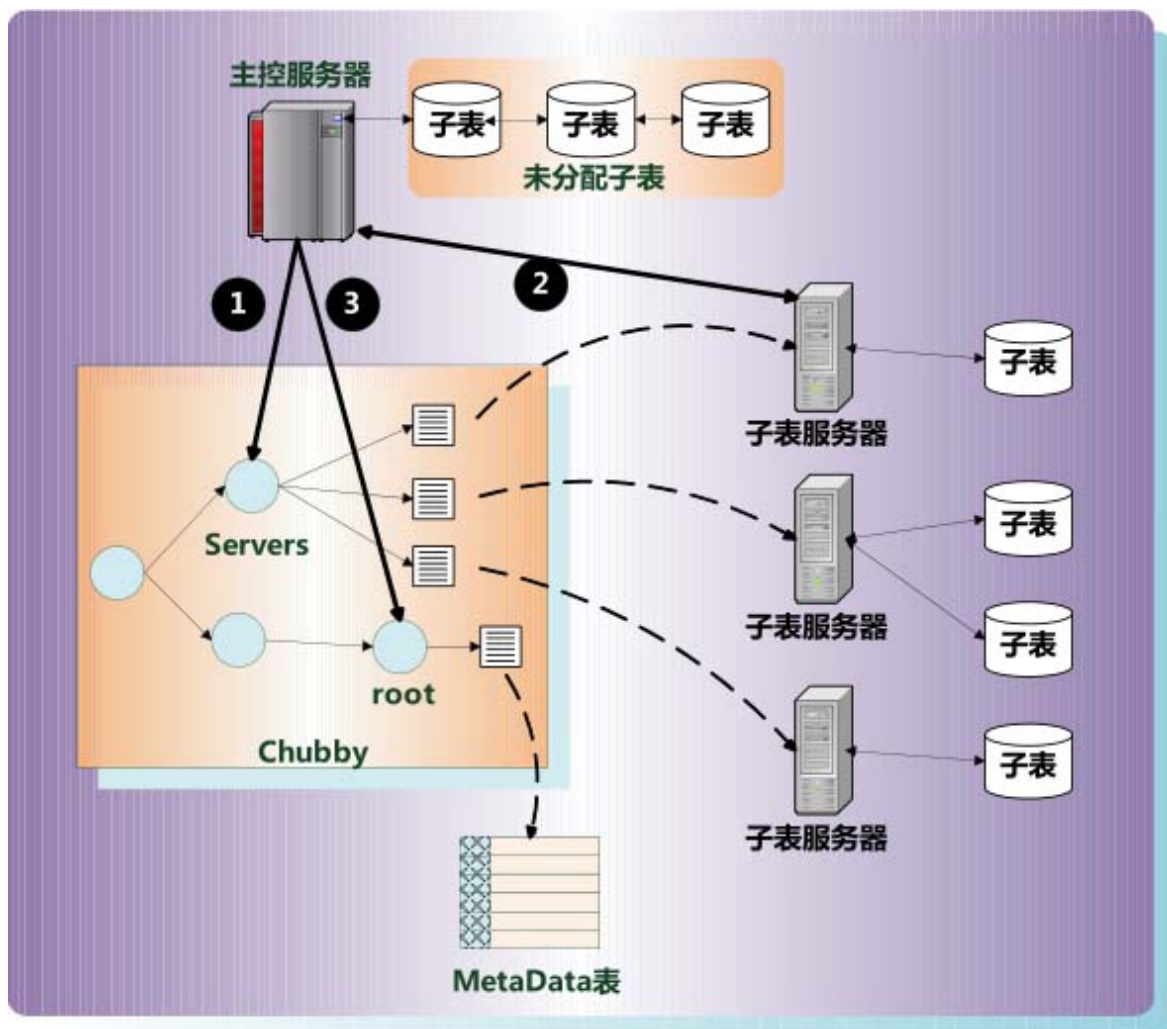 主控服务器
子表 子表 子表
未分配子表
1 3 2
子表
子表服务器
Servers
子表
子表服务器
子表
root
Chubby
子表
子表服务器
MetaData表